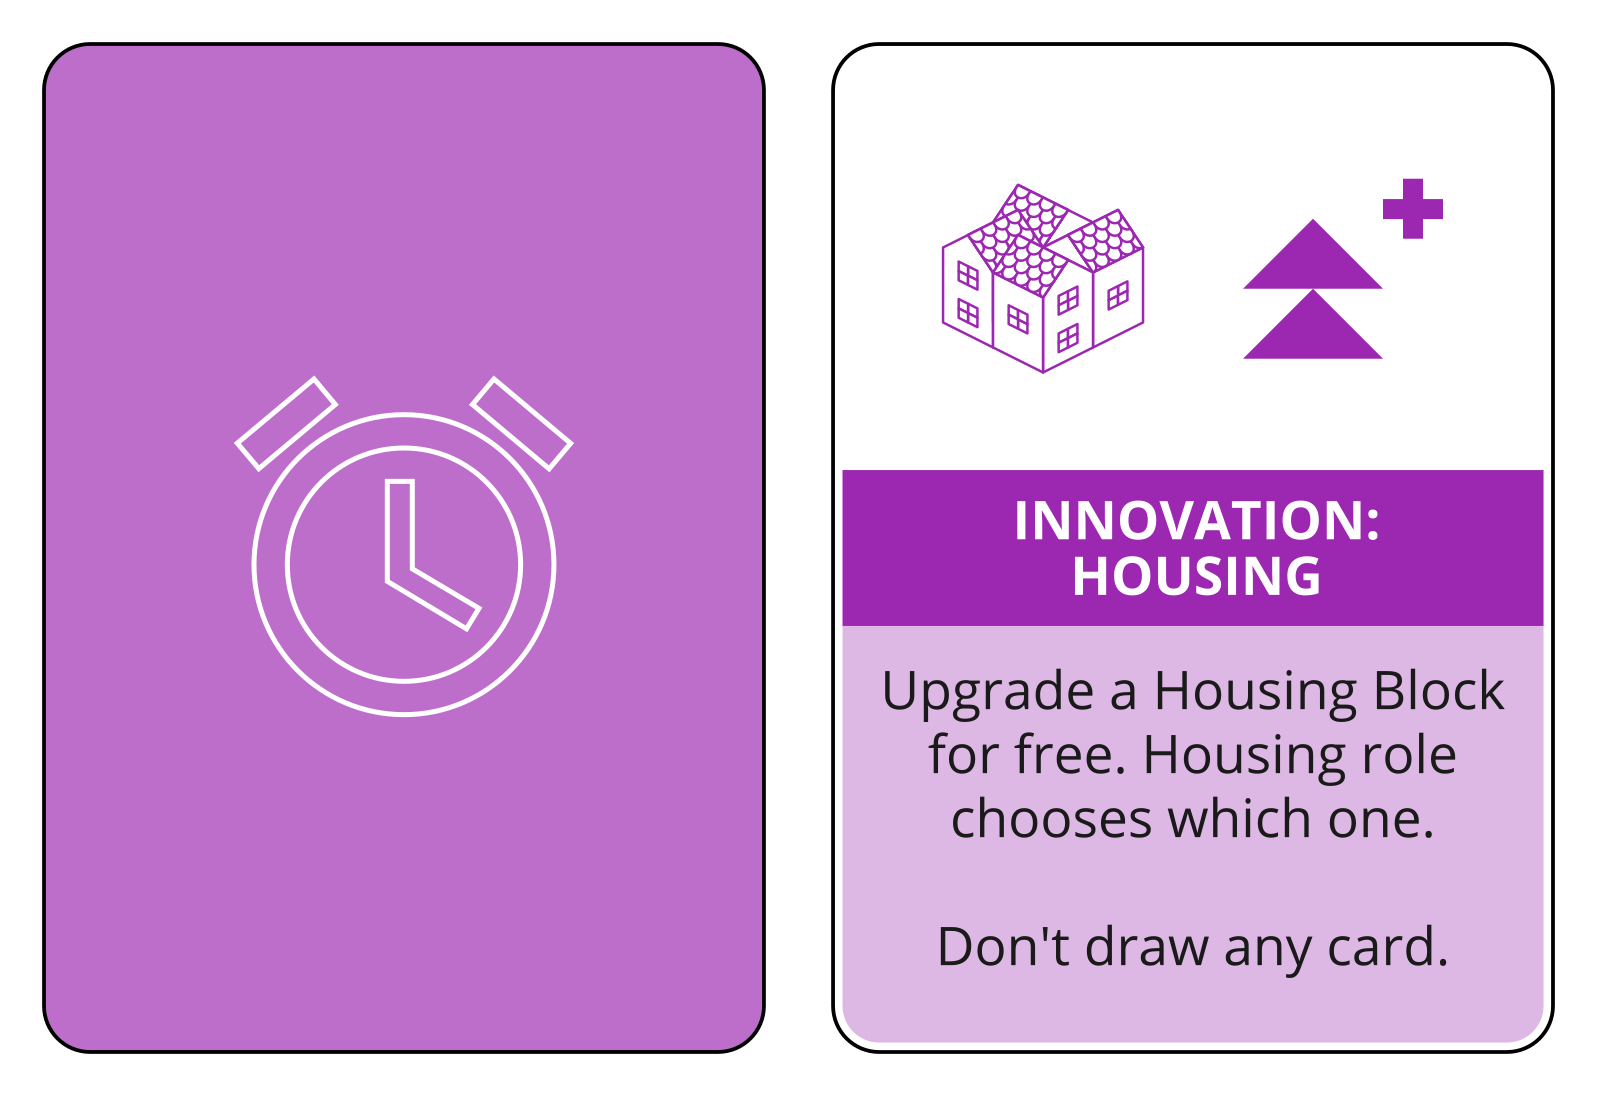 INNOVATION:
HOUSING
Upgrade a Housing Block
for free. Housing role
chooses which one.
Don't draw any card.